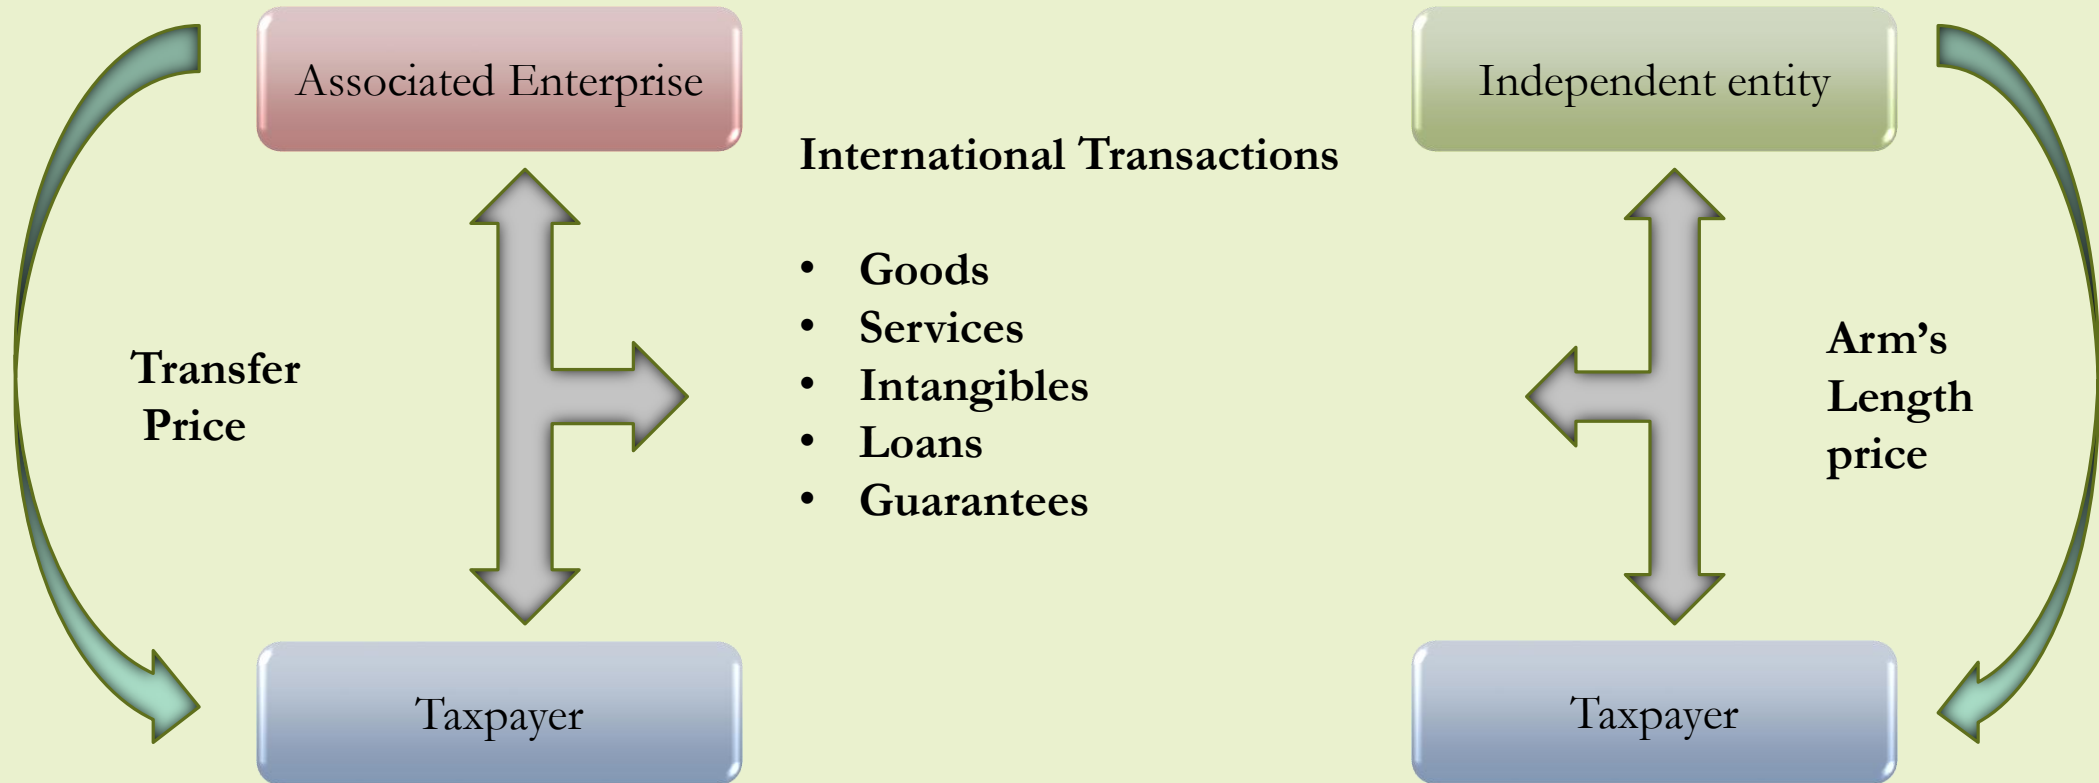 Associated Enterprise
Independent entity
International Transactions
• Goods
• Services
• Intangibles
• Loans
• Guarantees
Transfer
Price
Arm’s
Length
price
Taxpayer
Taxpayer